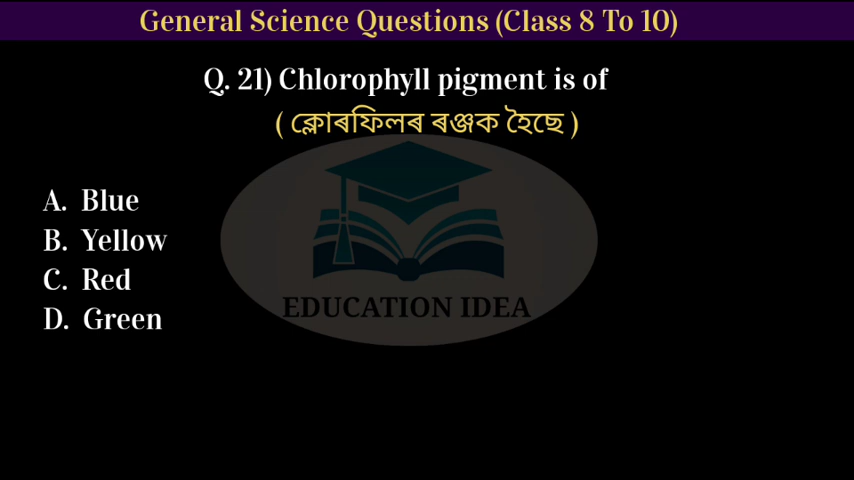 General Science Questions (Class 8 To 10)
Q. 21) Chlorophyll pigment is of
( ক্লোৰফিলৰ ৰঞ্জক হৈছে )
A. Blue
B. Yellow
C. Red
D. Green
EDUCATION IDEA